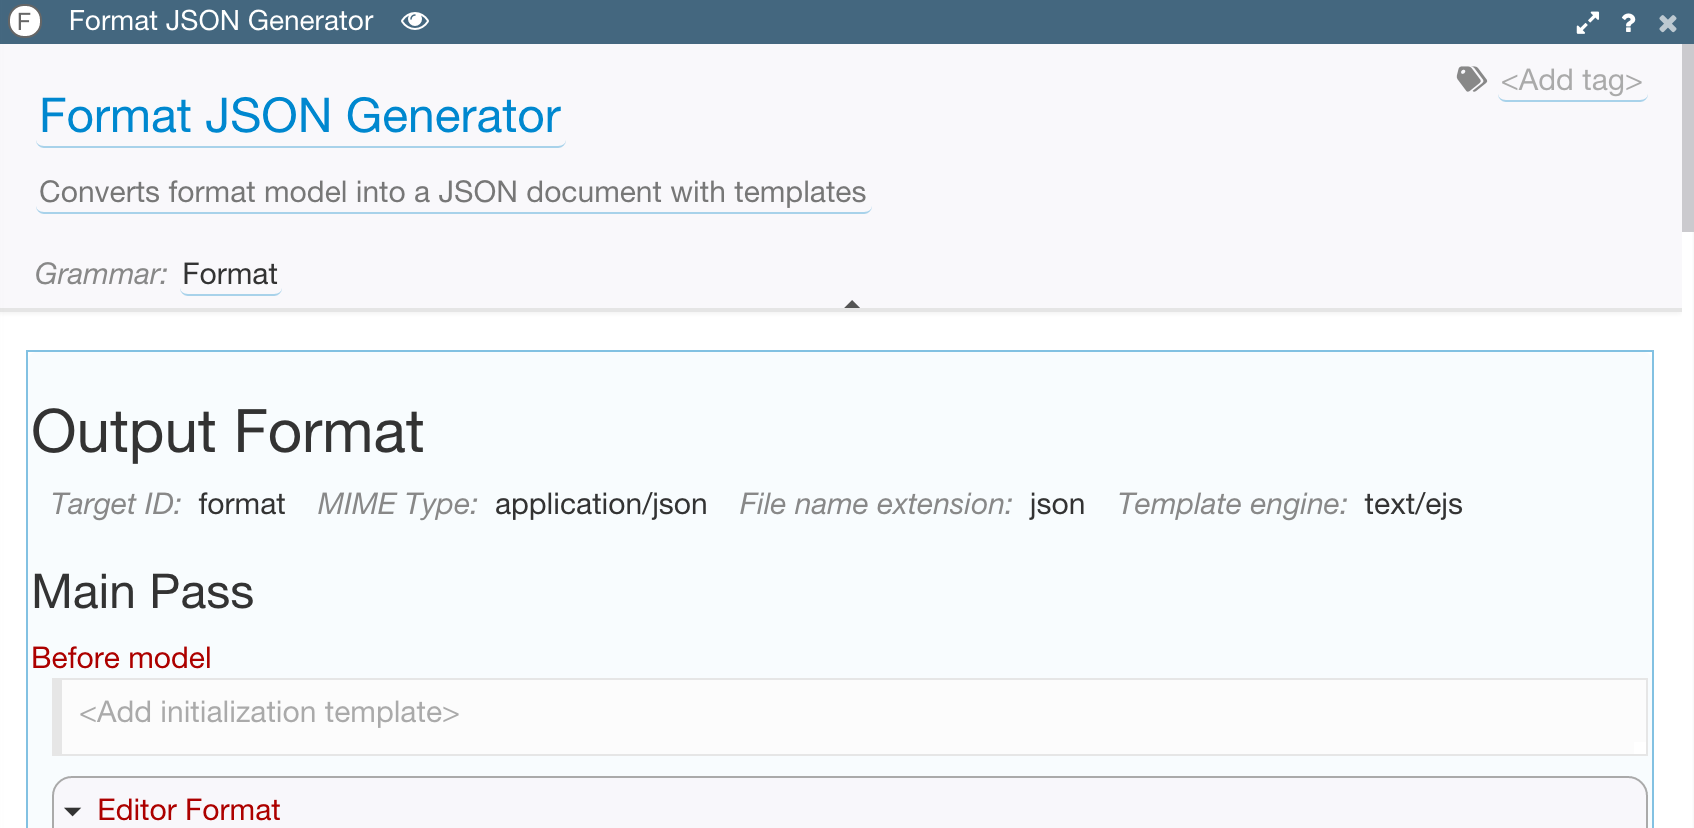 F Format JSON Generator ?
<Add tag>
Format JSON Generator
Converts format model into a JSON document with templates
Grammar: Format
Output Format
Target ID: format MIME Type: application/json File name extension: json Template engine: text/ejs
Main Pass
Before model
<Add initialization template>
Editor Format